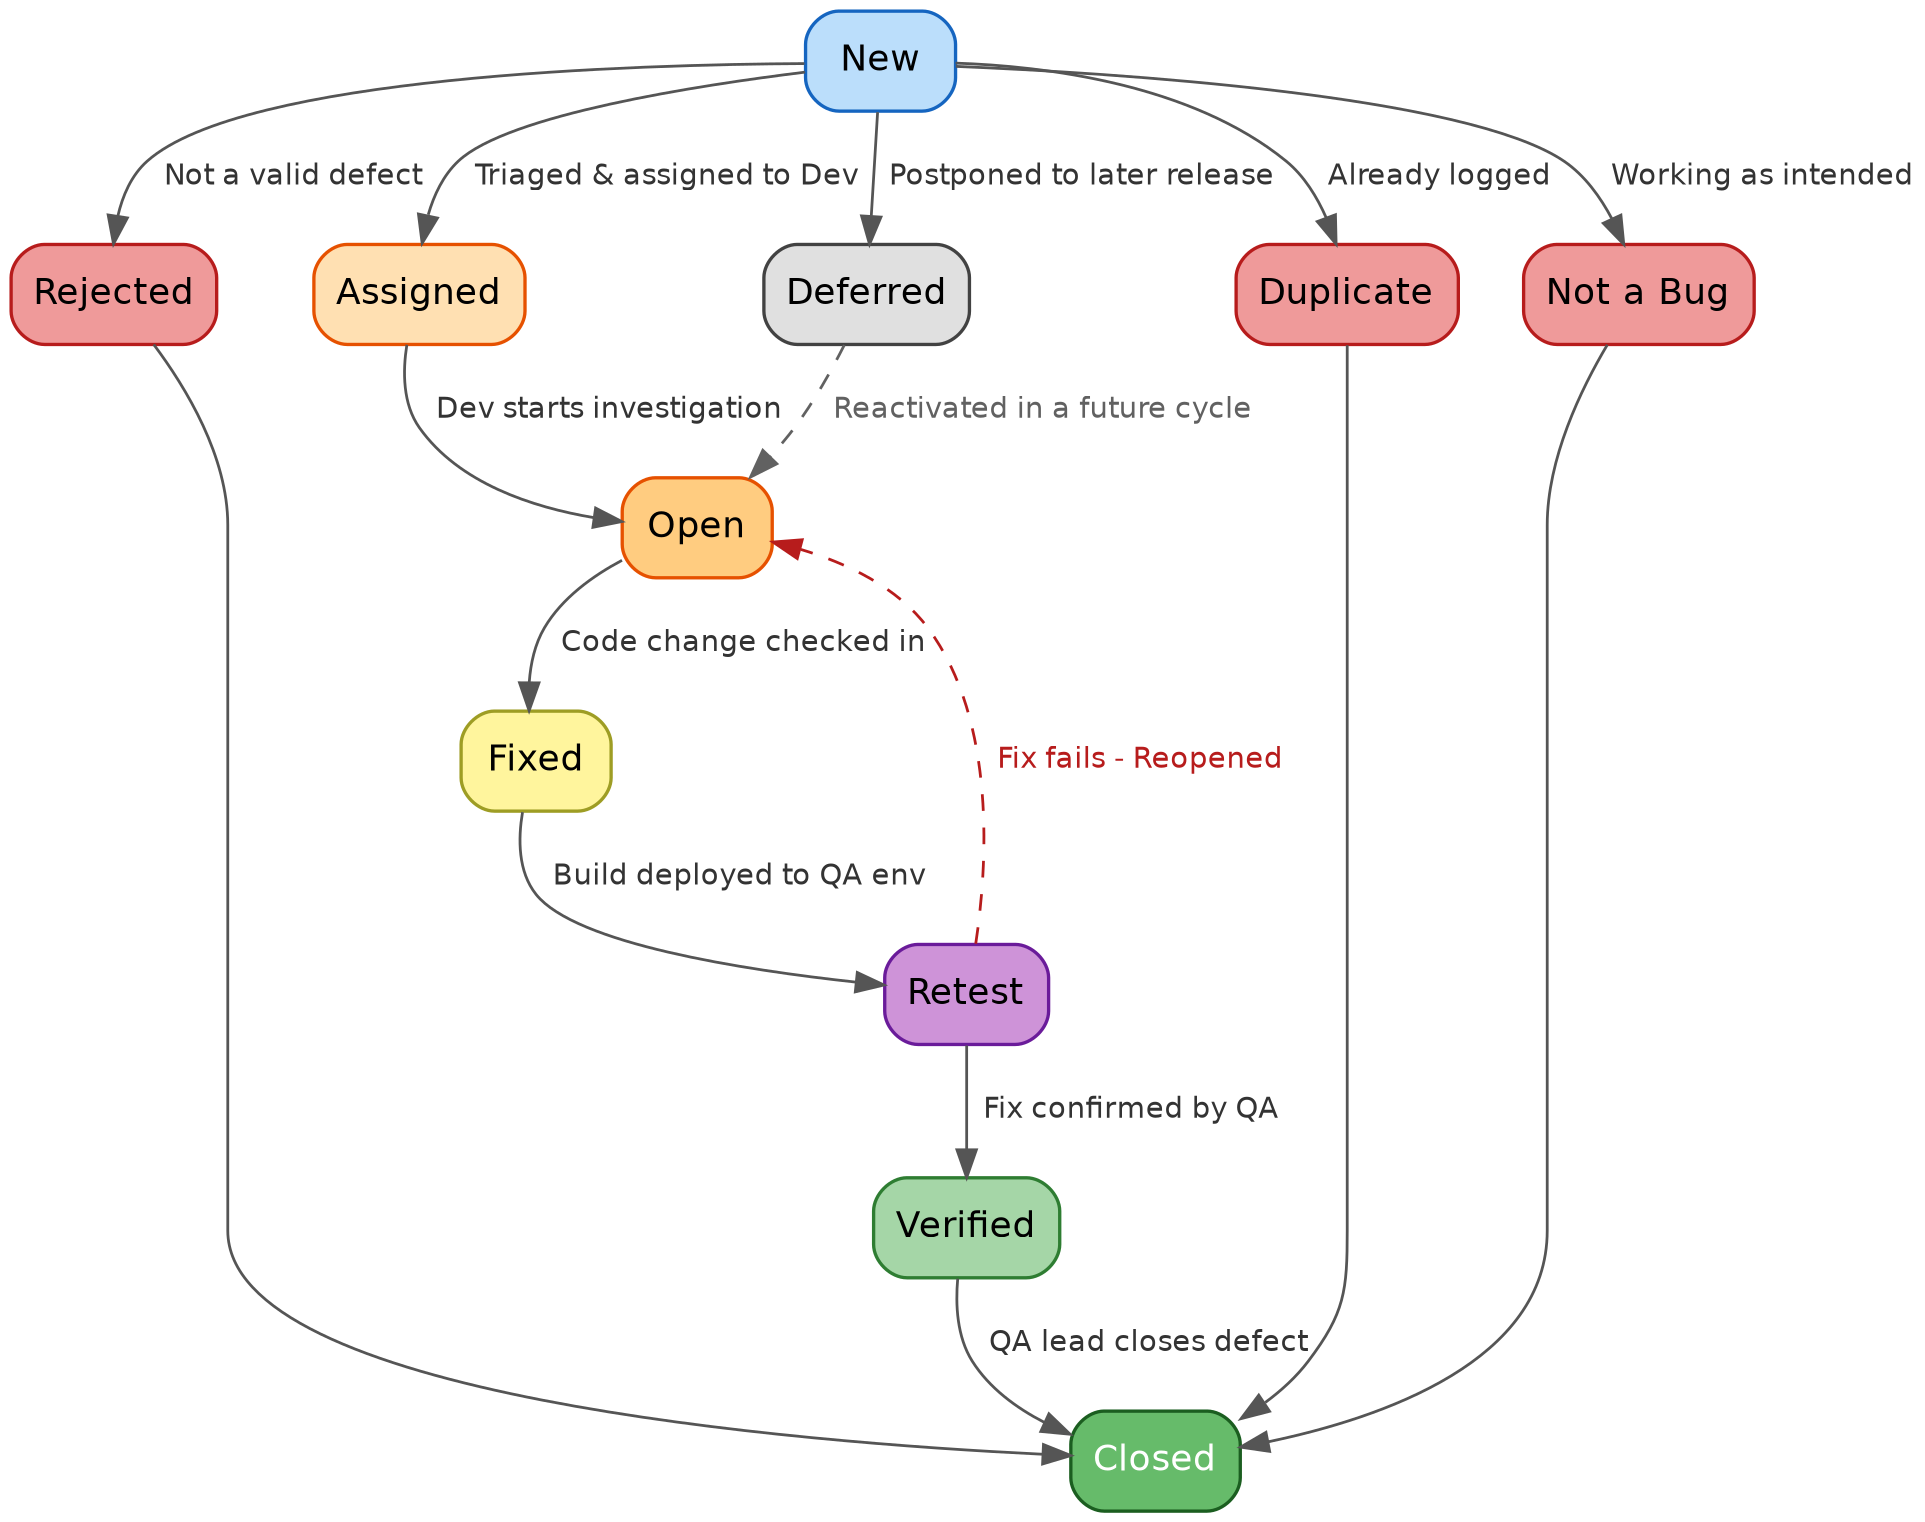 New
Not a valid defect
Triaged & assigned to Dev
Postponed to later release
Already logged
Working as intended
Rejected
Assigned
Deferred
Duplicate
Not a Bug
Dev starts investigation
Reactivated in a future cycle
Open
Code change checked in
Fixed
Fix fails - Reopened
Build deployed to QA env
Retest
Fix confirmed by QA
Verified
QA lead closes defect
Closed